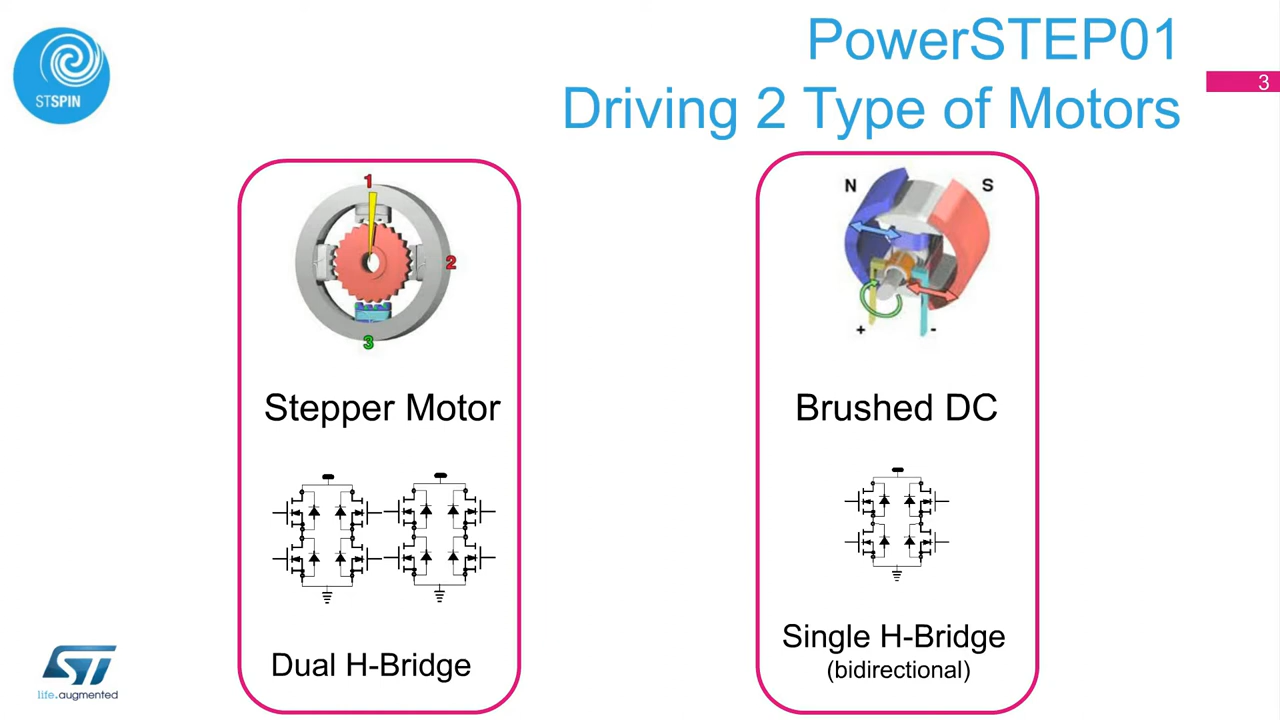 PowerSTEP01
Driving 2 Type of Motors
3
STSPIN
1
2
3
Stepper Motor
Dual H-Bridge
N
S
+
-
Brushed DC
Single H-Bridge
(bidirectional)
ST
life.augmented